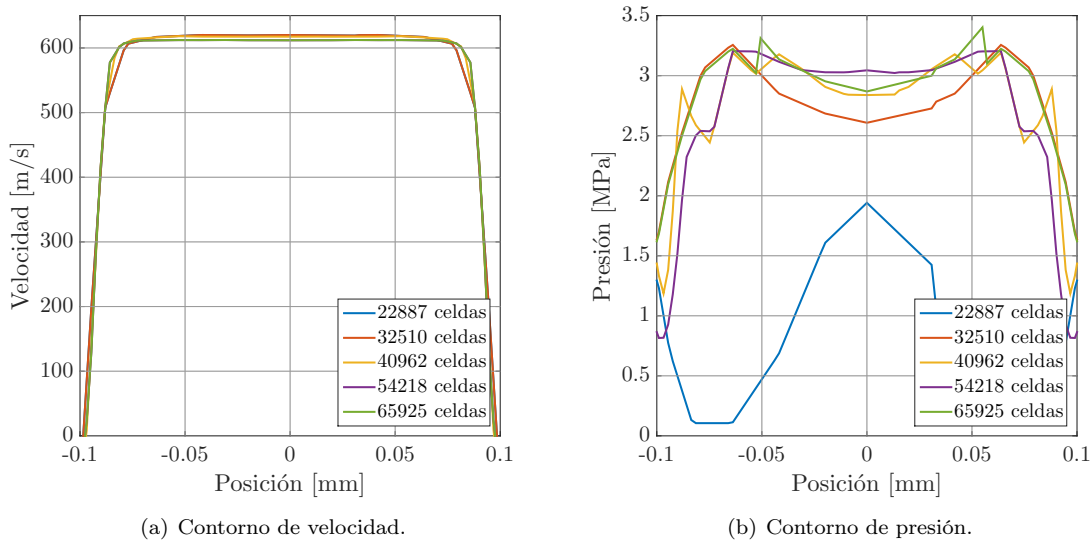 600
500
400
300
200
100
0
-0.1
-0.05
0
0.05
0.1
Velocidad [m/s]
Posición [mm]
22887 celdas
32510 celdas
40962 celdas
54218 celdas
65925 celdas
(a) Contorno de velocidad.
3.5
3
2.5
2
1.5
1
0.5
0
-0.1
-0.05
0
0.05
0.1
Presión [MPa]
Posición [mm]
22887 celdas
32510 celdas
40962 celdas
54218 celdas
65925 celdas
(b) Contorno de presión.